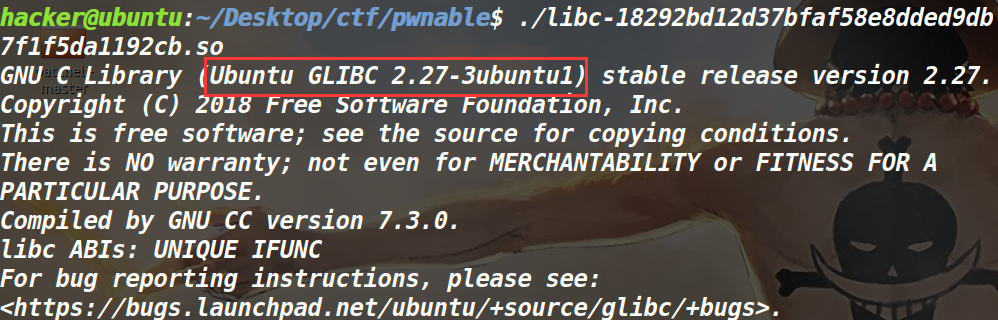 hacker@ubuntu:~/Desktop/ctf/pwnable$ ./libc-18292bd12d37bfaf58e8dded9db
7f1f5da1192cb.so
GNU C Library (Ubuntu GLIBC 2.27-3ubuntu1) stable release version 2.27.
Copyright (C) 2018 Free Software Foundation, Inc.
This is free software; see the source for copying conditions.
There is NO warranty; not even for MERCHANTABILITY or FITNESS FOR A
PARTICULAR PURPOSE.
Compiled by GNU CC version 7.3.0.
libc ABIs: UNIQUE IFUNC
For bug reporting instructions, please see:
<https://bugs.launchpad.net/ubuntu/+source/glibc/+bugs>.